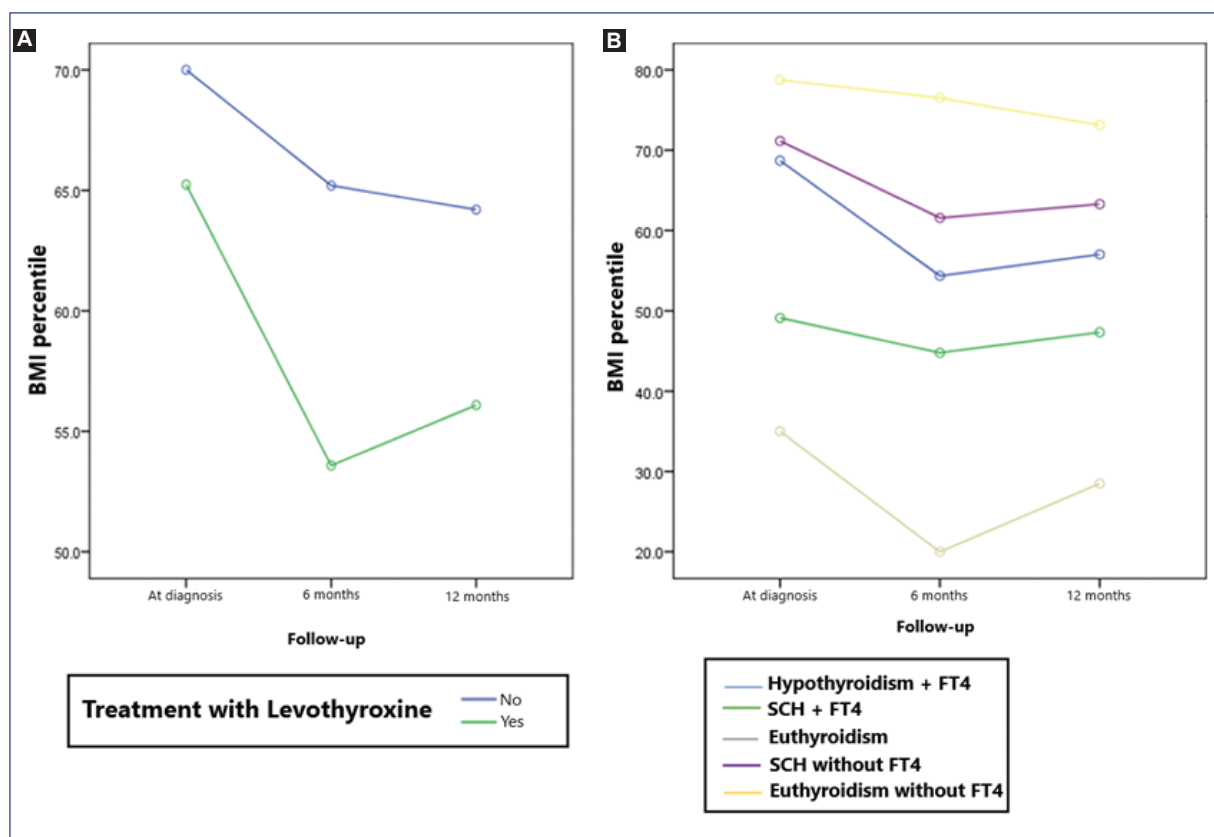 A
70.0
65.0
60.0
55.0
50.0
BMI percentile
At diagnosis
6 months
12 months
Follow-up
Treatment with Levothyroxine
No
Yes
B
80.0
70.0
60.0
50.0
40.0
30.0
20.0
BMI percentile
At diagnosis
6 months
12 months
Follow-up
Hypothyroidism + FT4
SCH + FT4
Euthyroidism
SCH without FT4
Euthyroidism without FT4